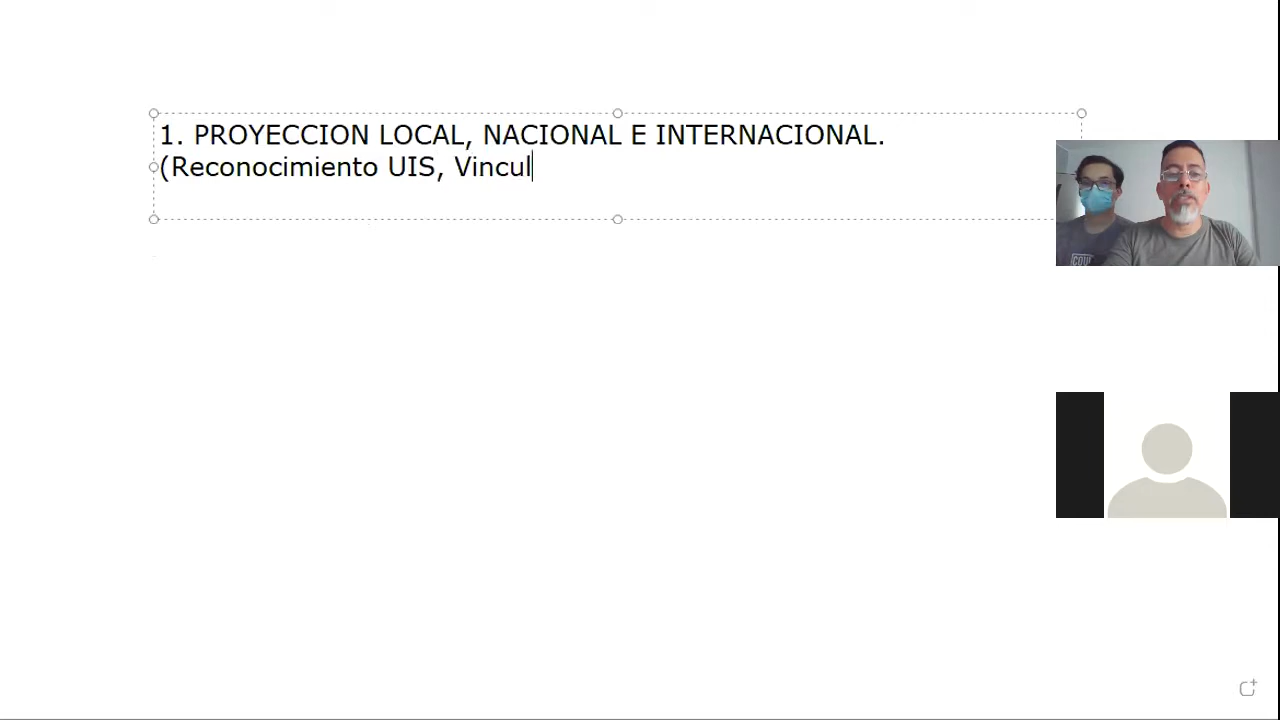 1. PROYECCION LOCAL, NACIONAL E INTERNACIONAL.
(Reconocimiento UIS, Vincul